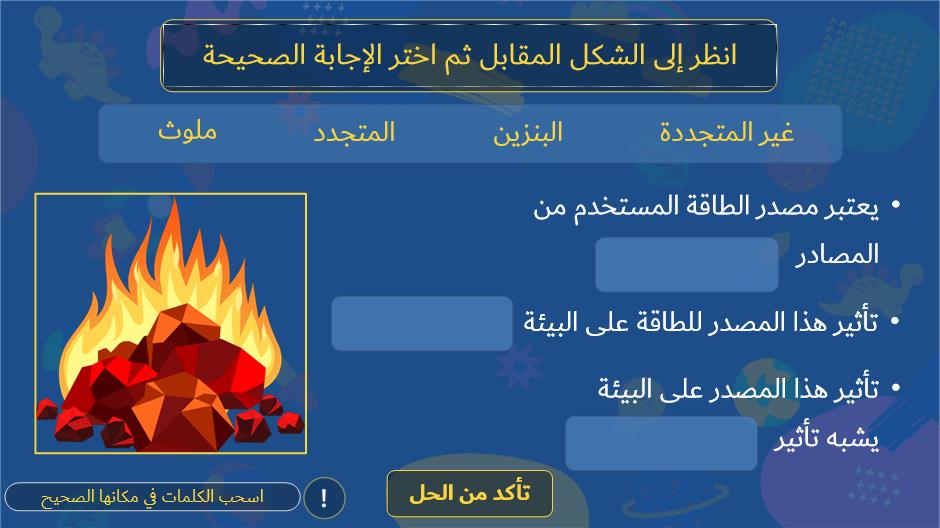 انظر إلى الشكل المقابل ثم اختر الإجابة الصحيحة
غير المتجددة البنزين المتجدد ملوث
• يعتبر مصدر الطاقة المستخدم من
المصادر
• تأثير هذا المصدر للطاقة على البيئة
• تأثير هذا المصدر على البيئة
يشبه تأثير
تأكد من الحل
!
اسحب الكلمات في مكانها الصحيح